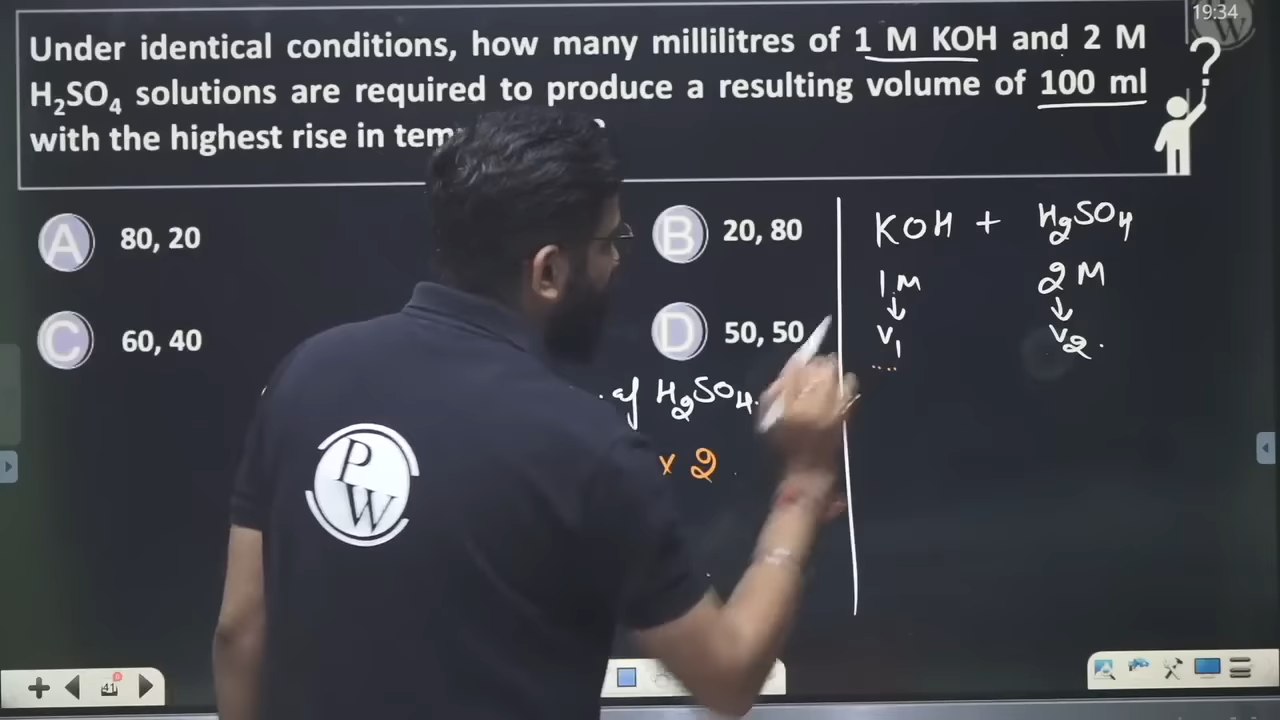 19:34
Under identical conditions, how many millilitres of 1 M KOH and 2 M
H₂SO₄ solutions are required to produce a resulting volume of 100 ml
with the highest rise in ?
A 80, 20
B 20, 80
C 60, 40
D 50, 50
KOH + H₂SO₄
1M 2M
↓ ↓
V₁ V₂.
of H₂SO₄
× 2
PW
41